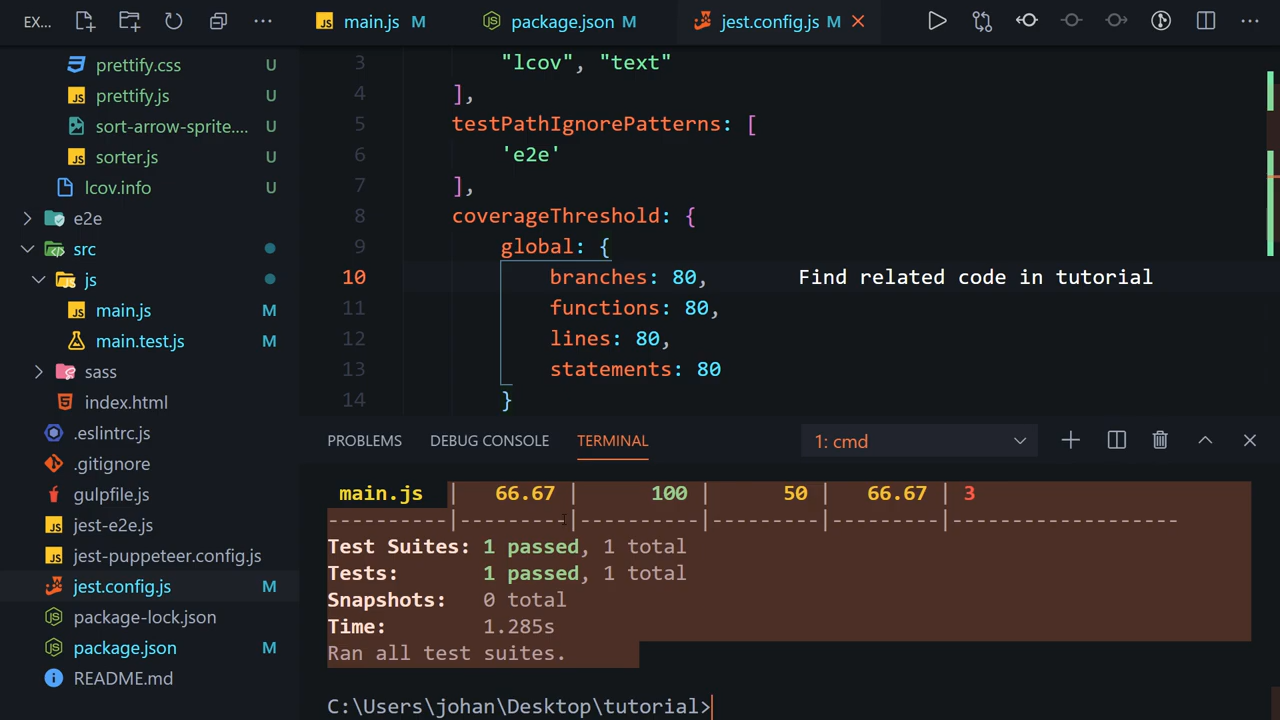 EX...
main.js M
package.json M
jest.config.js M
prettify.css U
prettify.js U
sort-arrow-sprite.... U
sorter.js U
lcov.info U
e2e
src
js
main.js M
main.test.js M
sass
index.html
.eslintrc.js
.gitignore
gulpfile.js
jest-e2e.js
jest-puppeteer.config.js
jest.config.js M
package-lock.json
package.json M
README.md
3 "lcov", "text"
4 ],
5 testPathIgnorePatterns: [
6 'e2e'
7 ],
8 coverageThreshold: {
9 global: {
10 branches: 80, Find related code in tutorial
11 functions: 80,
12 lines: 80,
13 statements: 80
14 }
PROBLEMS DEBUG CONSOLE TERMINAL 1: cmd
main.js | 66.67 | 100 | 50 | 66.67 | 3
----------|---------|----------|---------|---------|-------------------
Test Suites: 1 passed, 1 total
Tests: 1 passed, 1 total
Snapshots: 0 total
Time: 1.285s
Ran all test suites.
C:\Users\johan\Desktop\tutorial>